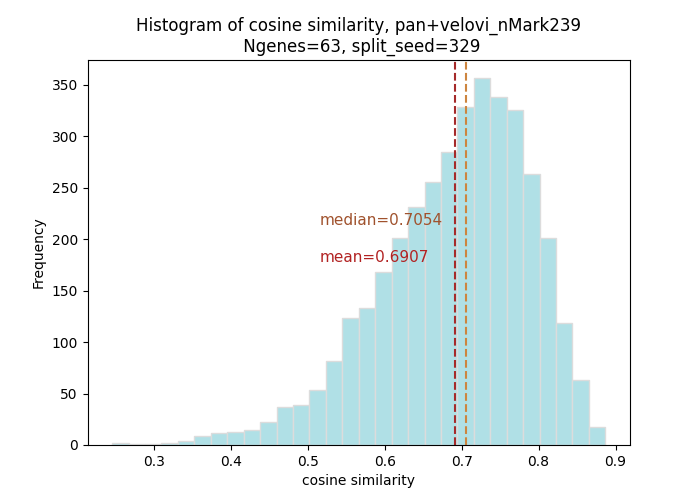 Histogram of cosine similarity, pan+velovi_nMark239
Ngenes=63, split_seed=329
350
300
250
200
150
100
50
0
Frequency
median=0.7054
mean=0.6907
0.3 0.4 0.5 0.6 0.7 0.8 0.9
cosine similarity